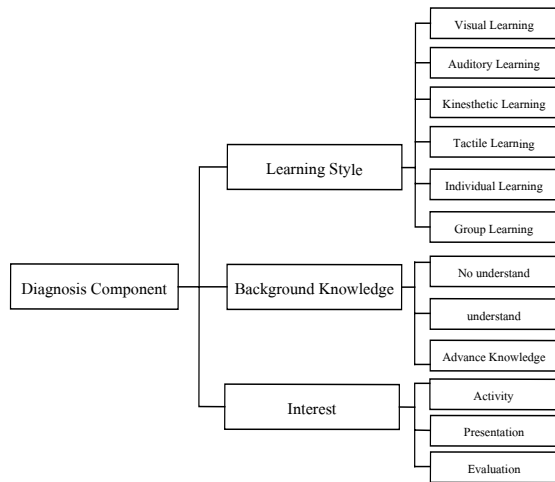 Visual Learning
Auditory Learning
Kinesthetic Learning
Tactile Learning
Learning Style
Individual Learning
Group Learning
No understand
Diagnosis Component
Background Knowledge
understand
Advance Knowledge
Activity
Interest
Presentation
Evaluation